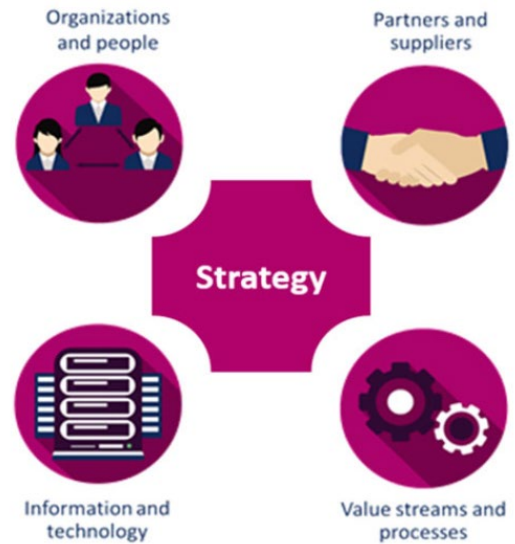 Organizations
and people
Partners and
suppliers
Strategy
Information and
technology
Value streams and
processes